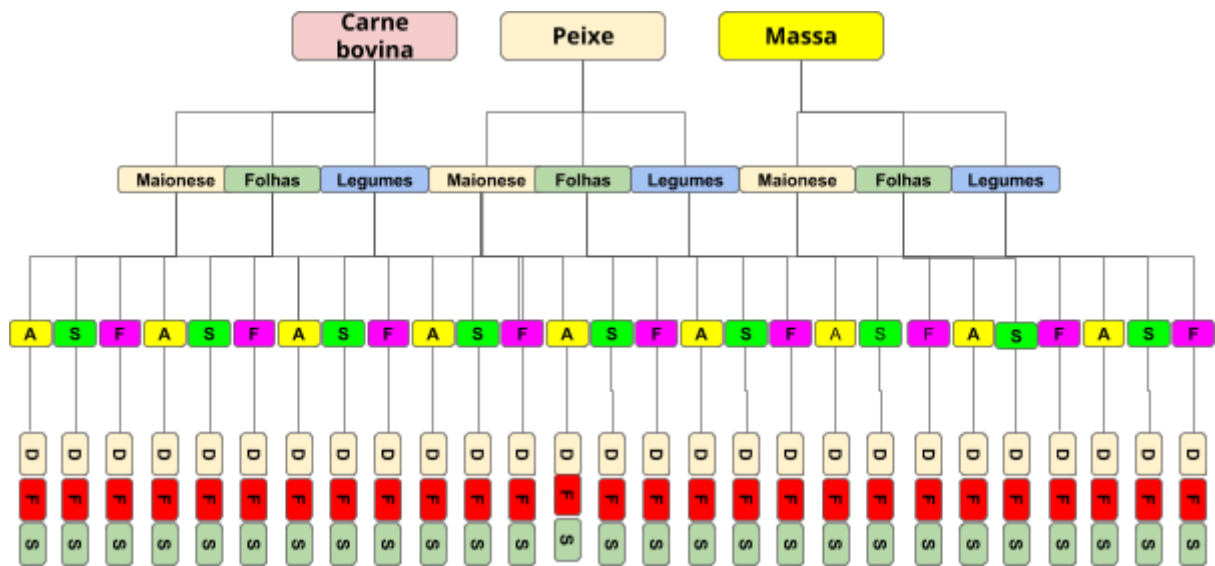 Carne
bovina
Peixe
Massa
Maionese Folhas Legumes Maionese Folhas Legumes Maionese Folhas Legumes
A S F A S F A S F A S F A S F A S F A S F A S F A S F
D D D D D D D D D D D D D D D D D D D D D D D D D D D
F F F F F F F F F F F F F F F F F F F F F F F F F F F
S S S S S S S S S S S S S S S S S S S S S S S S S S S